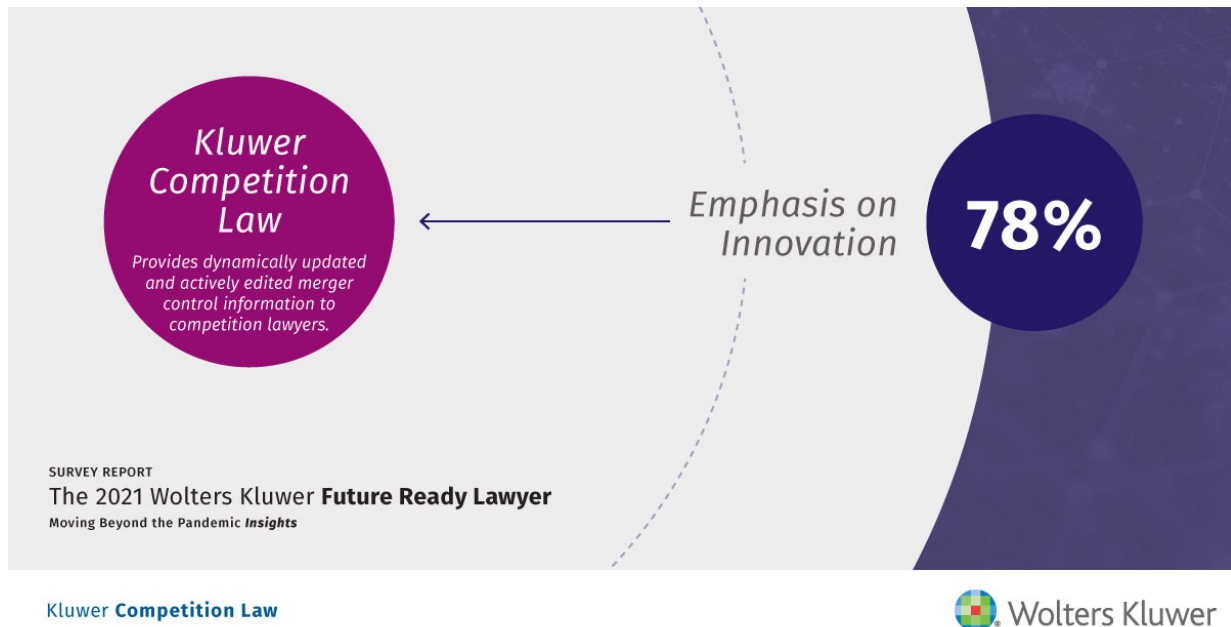 Kluwer
Competition
Law
Provides dynamically updated
and actively edited merger
control information to
competition lawyers.
Emphasis on
Innovation
78%
SURVEY REPORT
The 2021 Wolters Kluwer Future Ready Lawyer
Moving Beyond the Pandemic Insights
Kluwer Competition Law
Wolters Kluwer